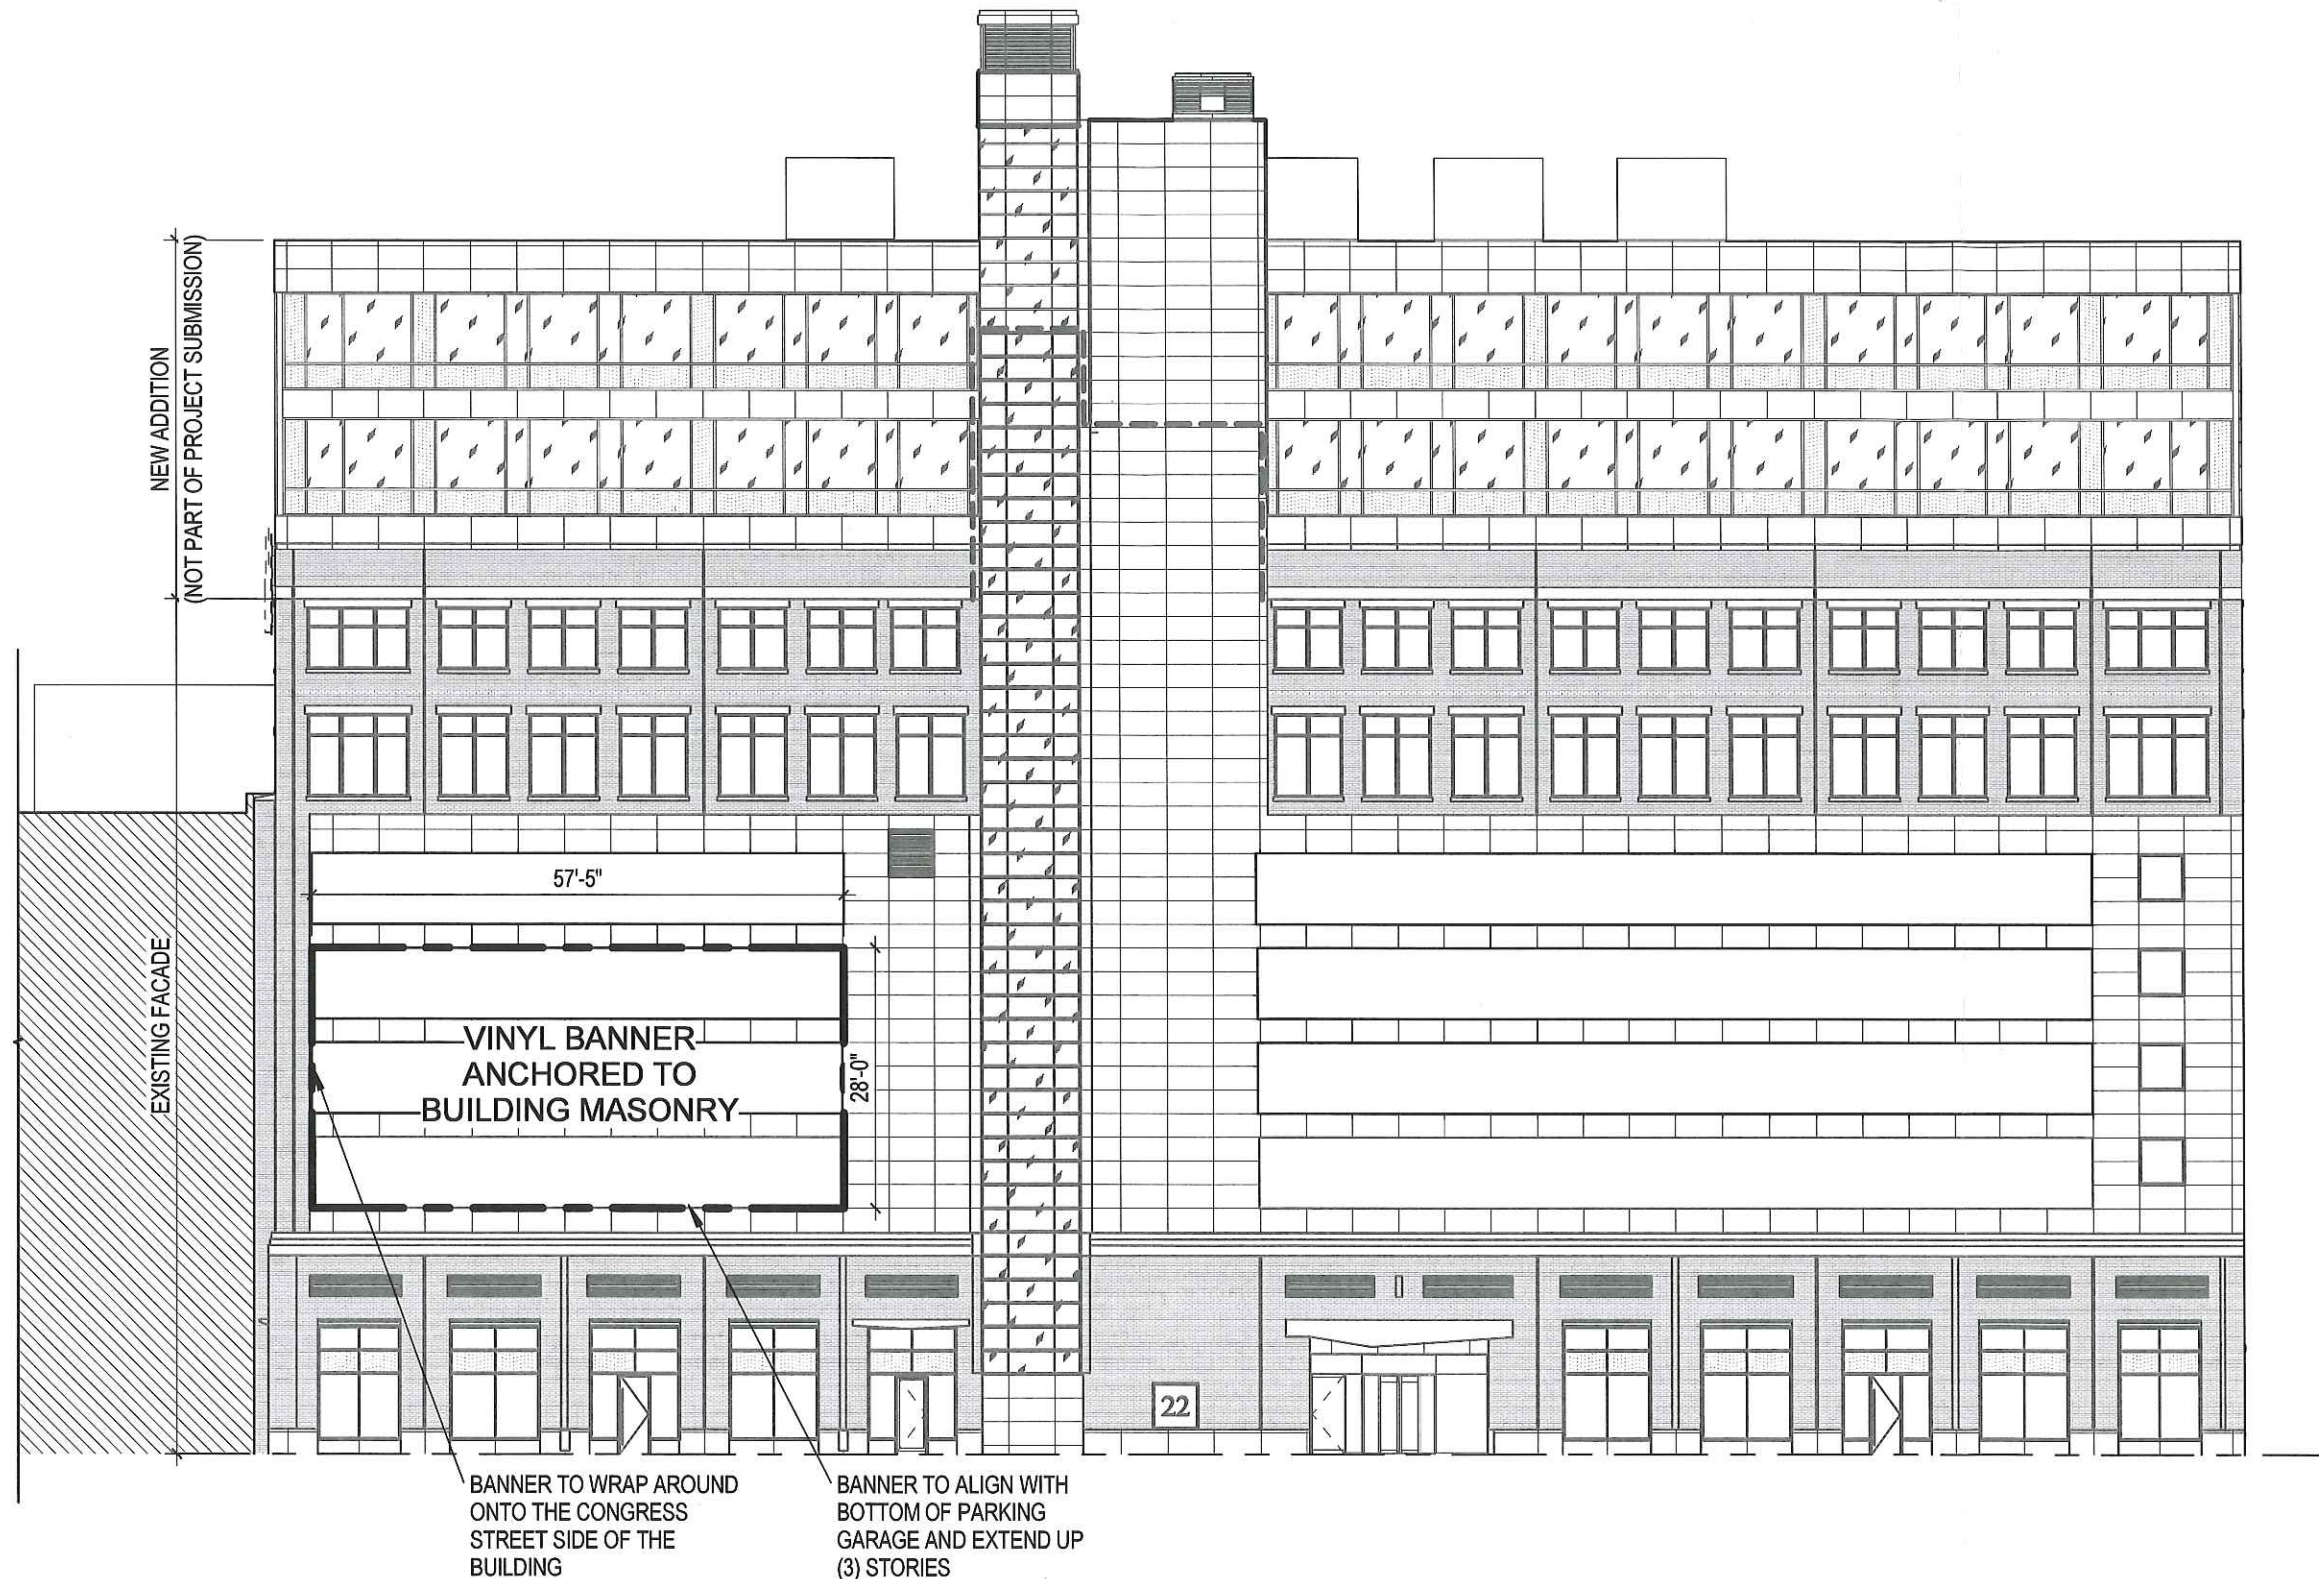 NEW ADDITION
(NOT PART OF PROJECT SUBMISSION)
EXISTING FACADE
57'-5"
28'-0"
VINYL BANNER
ANCHORED TO
BUILDING MASONRY
22
BANNER TO WRAP AROUND
ONTO THE CONGRESS
STREET SIDE OF THE
BUILDING
BANNER TO ALIGN WITH
BOTTOM OF PARKING
GARAGE AND EXTEND UP
(3) STORIES